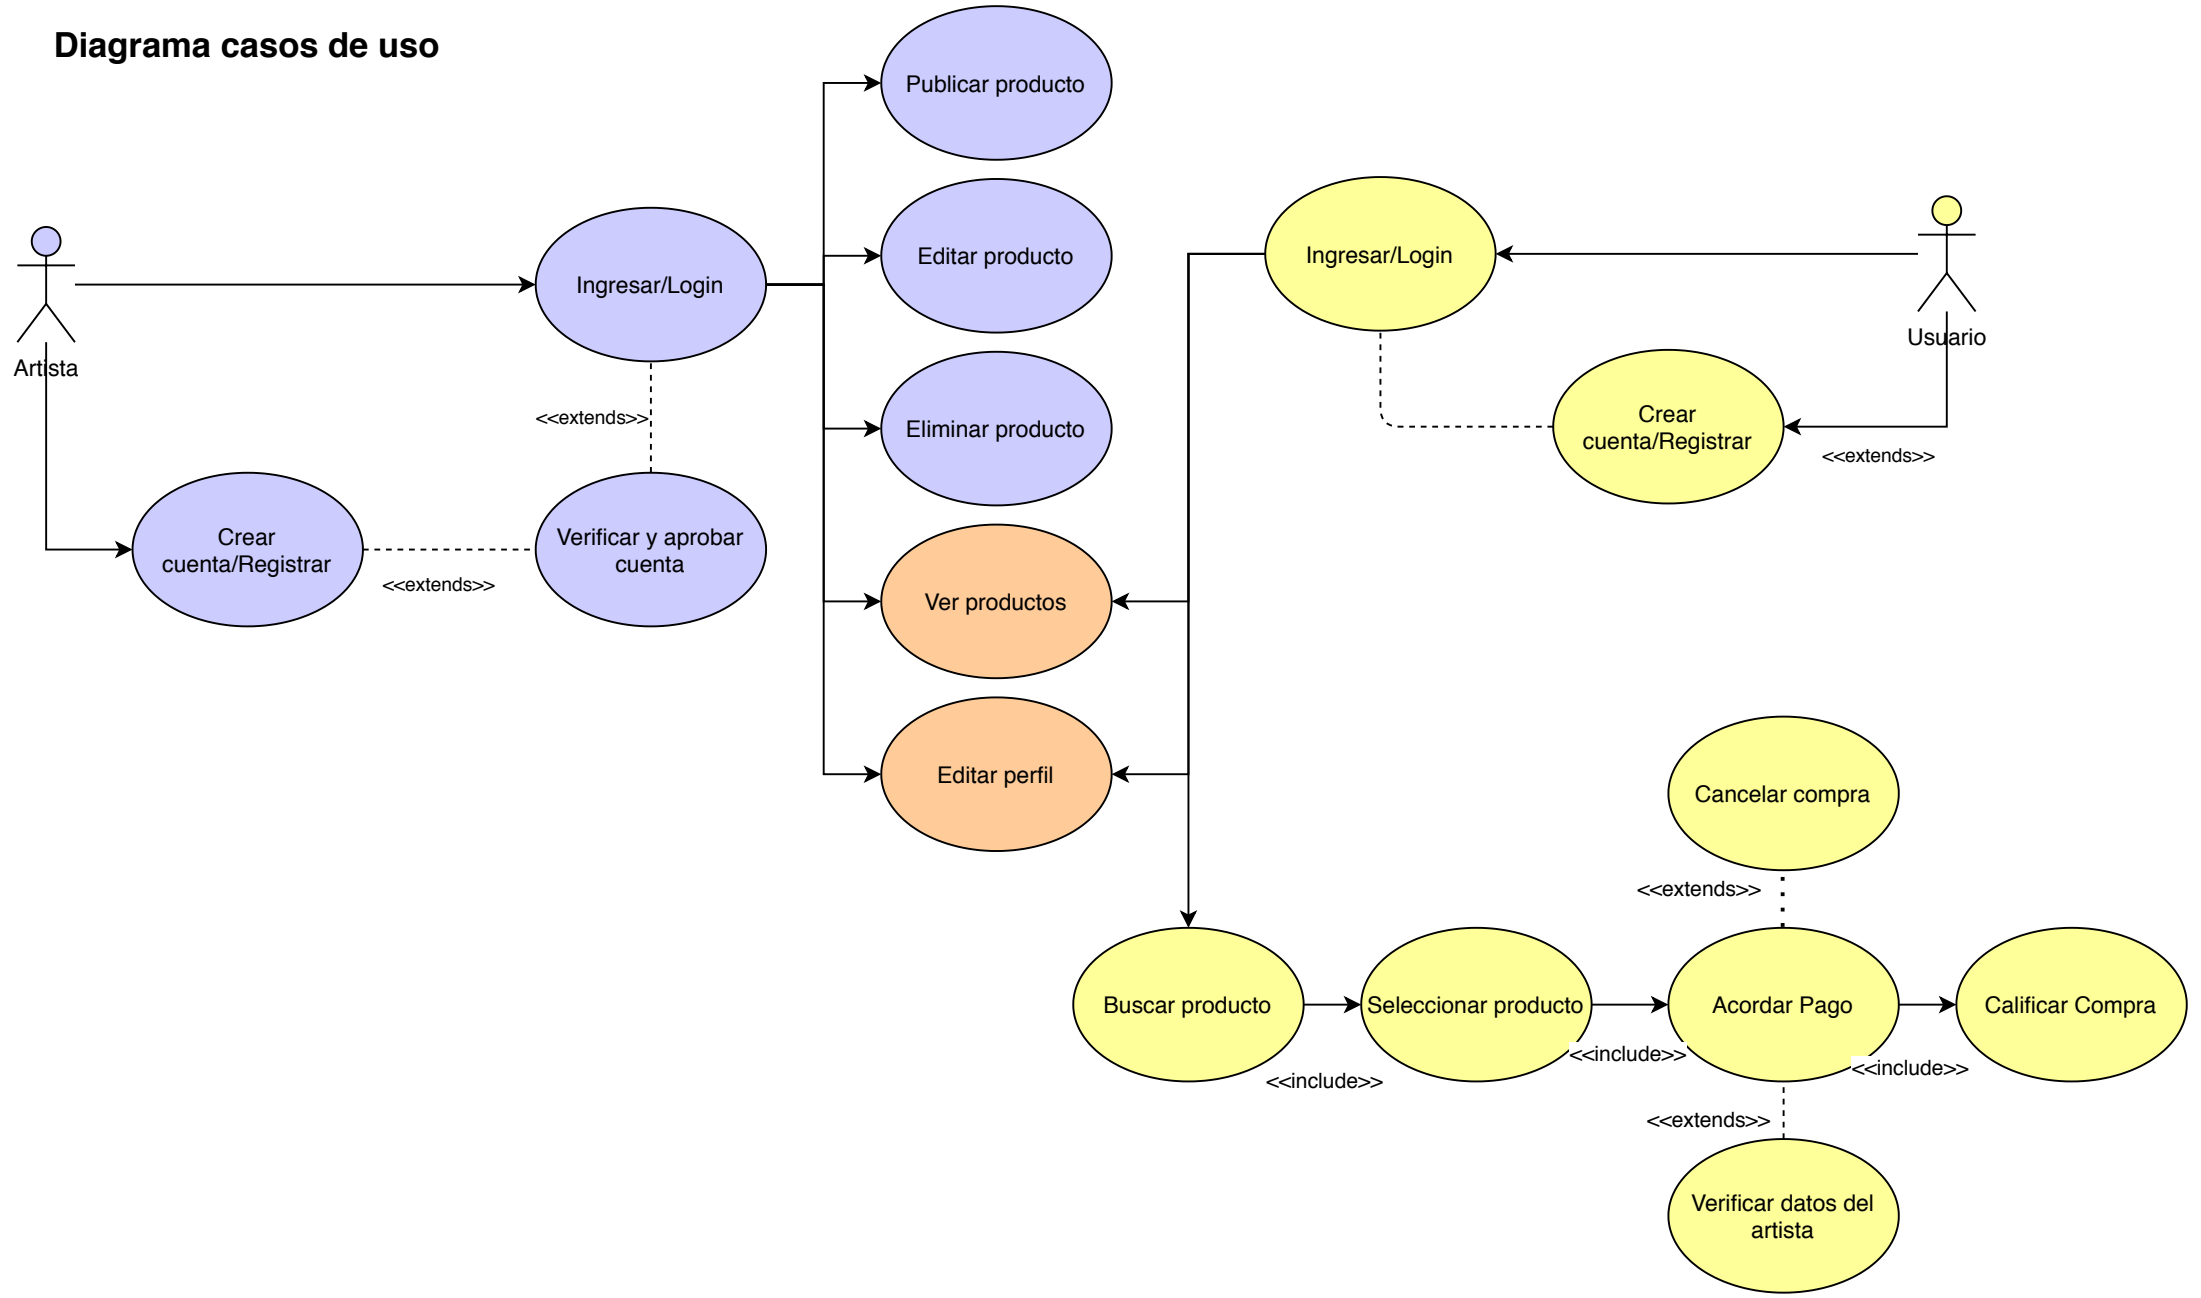 Diagrama casos de uso
Publicar producto
Editar producto
Ingresar/Login
Ingresar/Login
Usuario
Artista
<<extends>>
Eliminar producto
Crear
cuenta/Registrar
<<extends>>
Crear
cuenta/Registrar
<<extends>>
Verificar y aprobar
cuenta
Ver productos
Editar perfil
Cancelar compra
<<extends>>
Buscar producto
Seleccionar producto
Acordar Pago
Calificar Compra
<<include>>
<<include>>
<<include>>
<<extends>>
Verificar datos del
artista